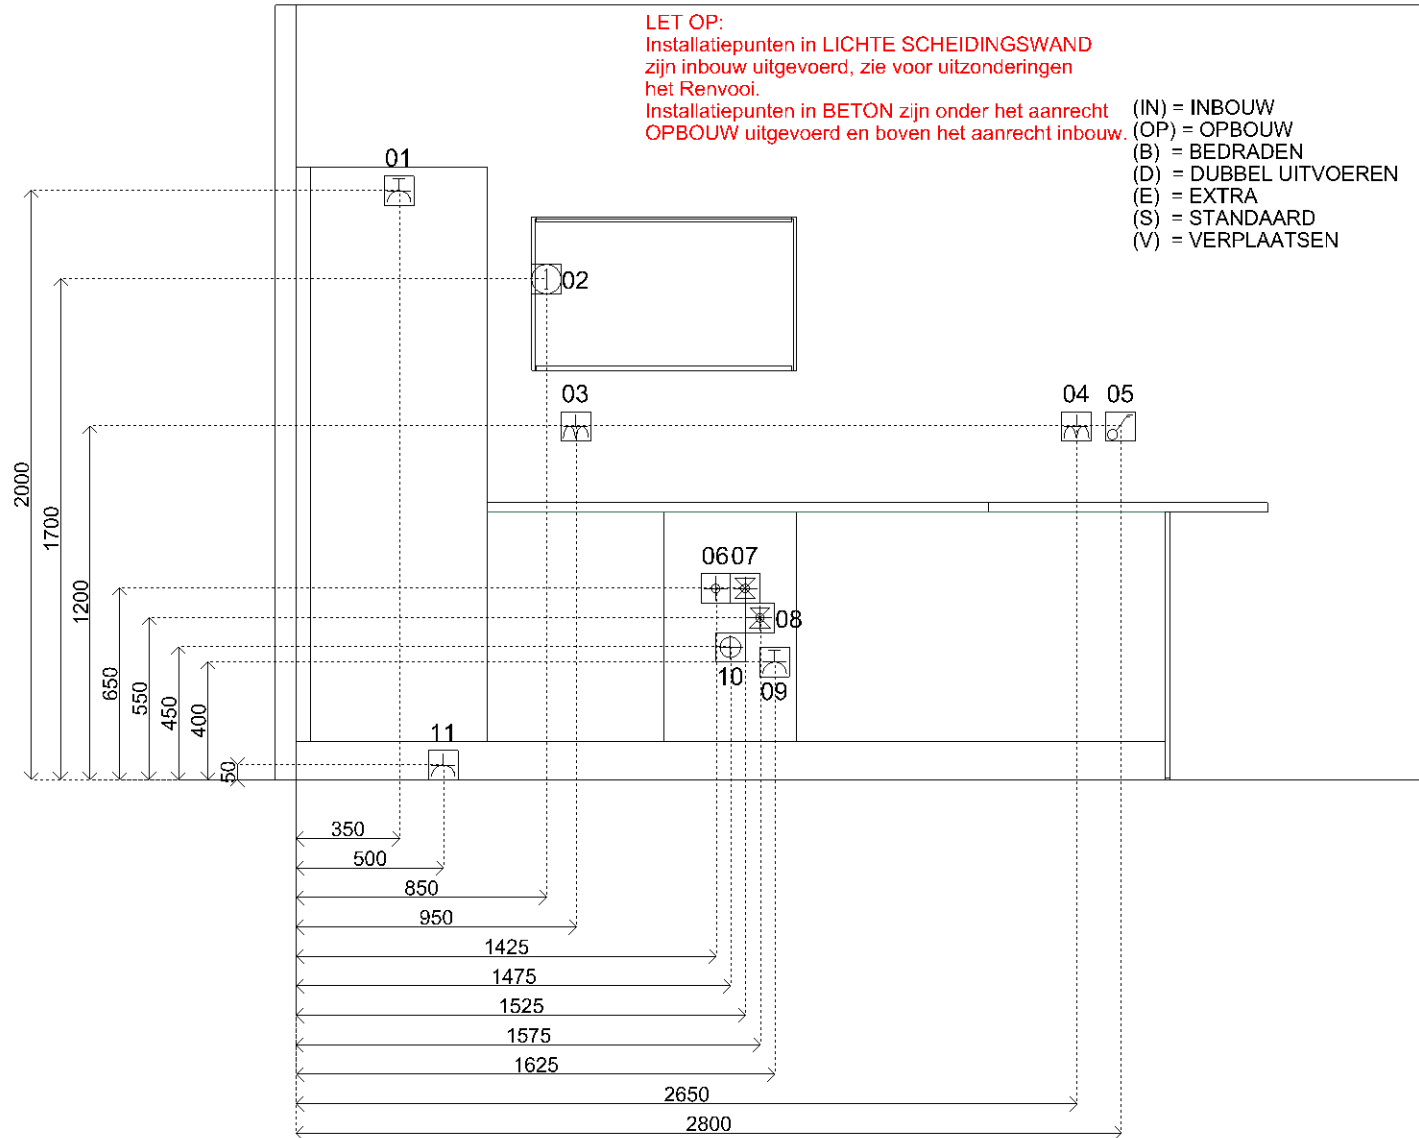 LET OP:
Installatiepunten in LICHTE SCHEIDINGSWAND
zijn inbouw uitgevoerd, zie voor uitzonderingen
het Renvooi.
Installatiepunten in BETON zijn onder het aanrecht
OPBOUW uitgevoerd en boven het aanrecht inbouw.
(IN) = INBOUW
(OP) = OPBOUW
(B) = BEDRADEN
(D) = DUBBEL UITVOEREN
(E) = EXTRA
(S) = STANDAARD
(V) = VERPLAATSEN
01
02
03
04
05
06
07
08
09
10
11
2000
1700
1200
650
550
450
400
50
350
500
850
950
1425
1475
1525
1575
1625
2650
2800